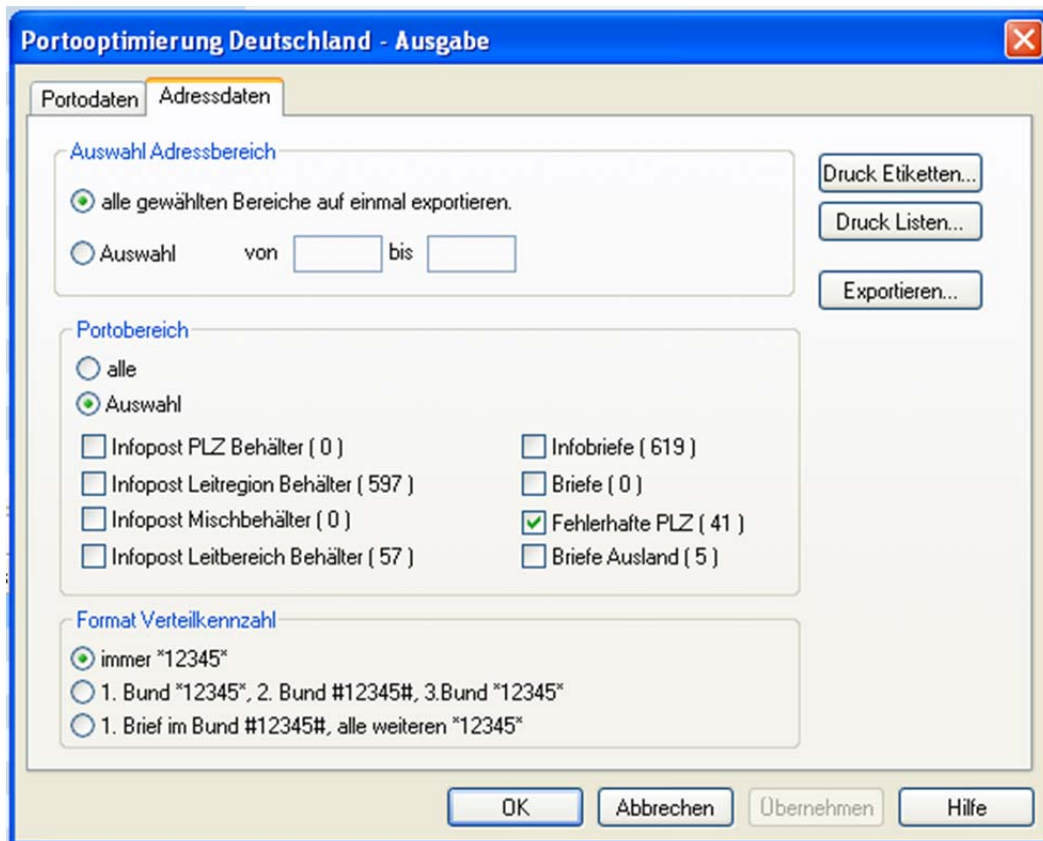 Portooptimierung Deutschland - Ausgabe
Portodaten
Adressdaten
Auswahl Adressbereich
alle gewählten Bereiche auf einmal exportieren.
Auswahl von bis
Druck Etiketten...
Druck Listen...
Exportieren...
Portobereich
alle
Auswahl
Infopost PLZ Behälter ( 0 )
Infopost Leitregion Behälter ( 597 )
Infopost Mischbehälter ( 0 )
Infopost Leitbereich Behälter ( 57 )
Infobriefe ( 619 )
Briefe ( 0 )
Fehlerhafte PLZ ( 41 )
Briefe Ausland ( 5 )
Format Verteilkennzahl
immer *12345*
1. Bund *12345*, 2. Bund #12345#, 3.Bund *12345*
1. Brief im Bund #12345#, alle weiteren *12345*
OK
Abbrechen
Übernehmen
Hilfe